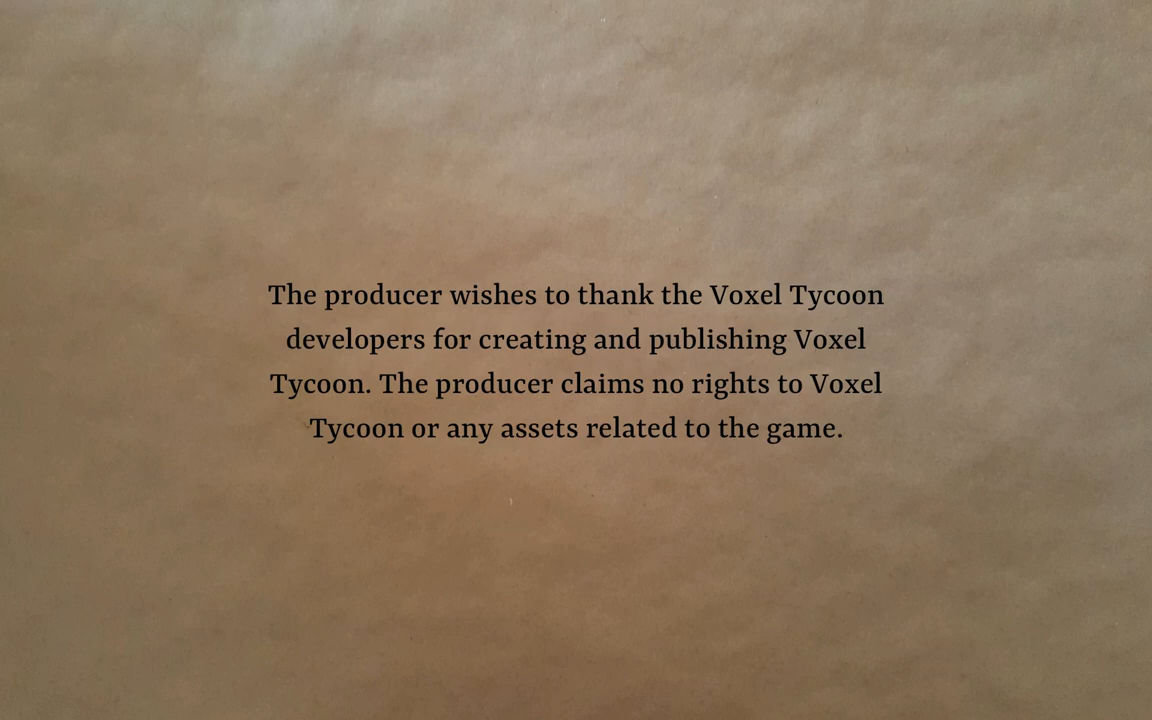 The producer wishes to thank the Voxel Tycoon
developers for creating and publishing Voxel
Tycoon. The producer claims no rights to Voxel
Tycoon or any assets related to the game.